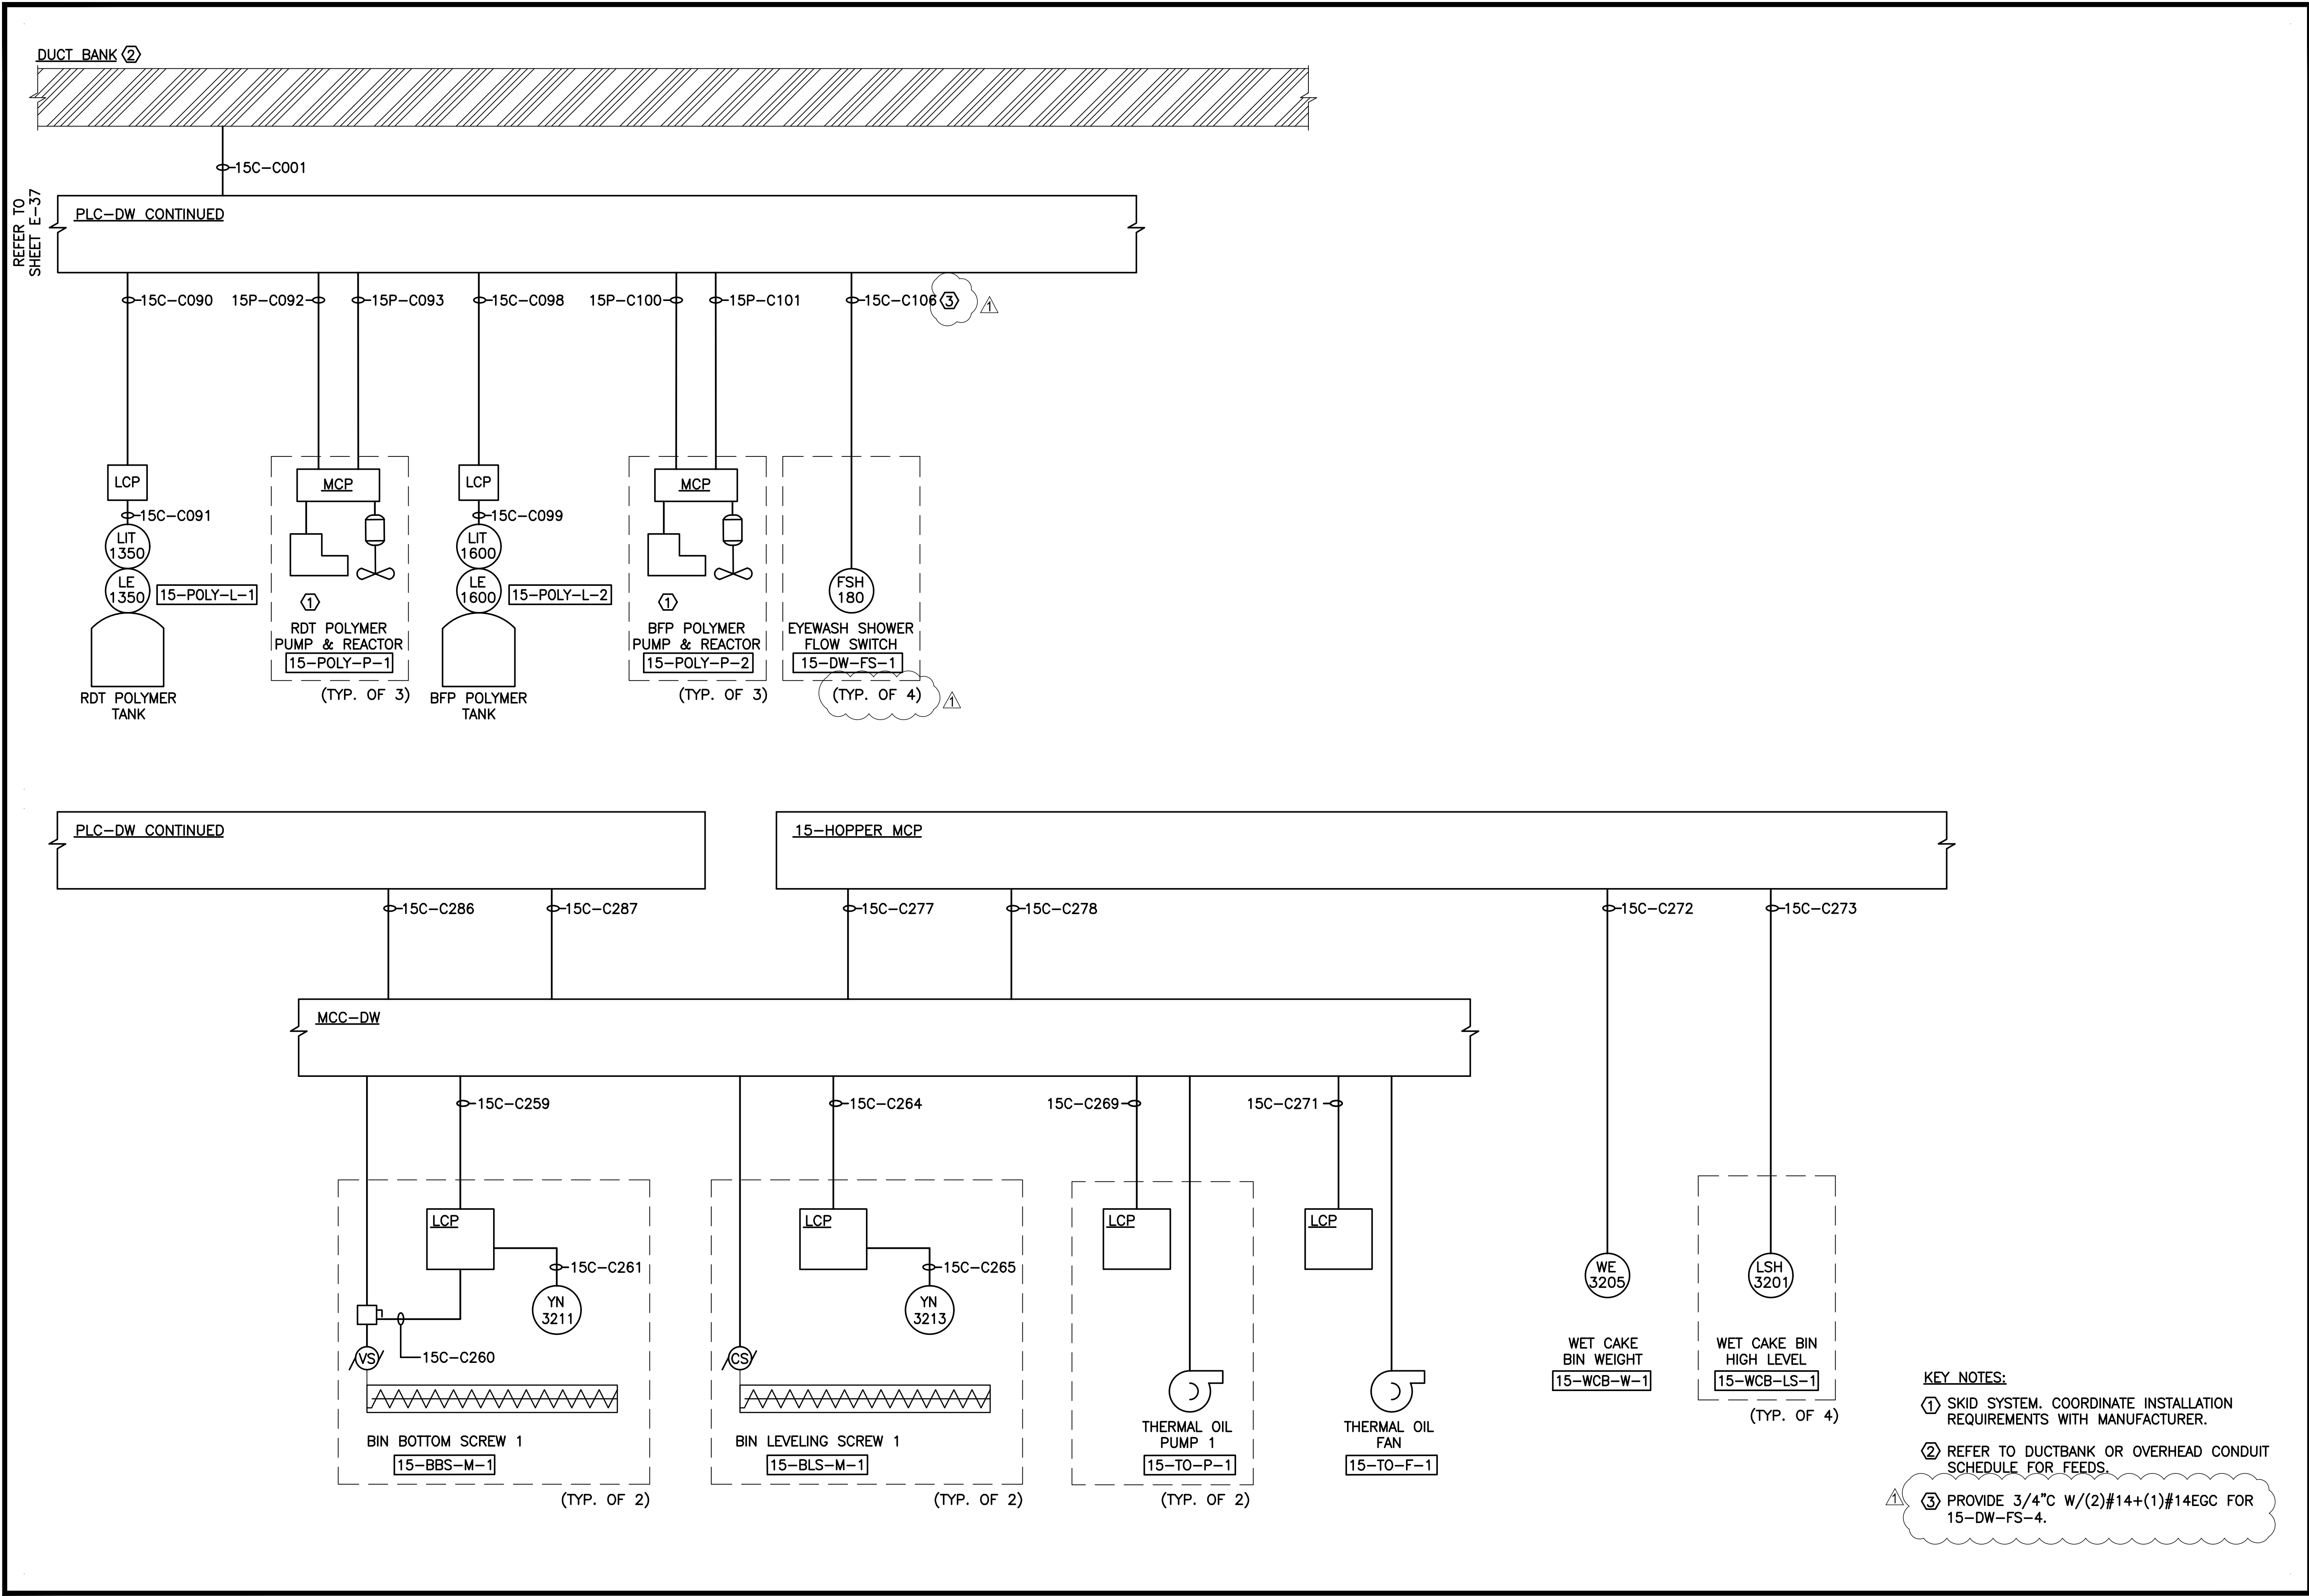 DUCT BANK 2
15C-C001
REFER TO
SHEET E-37
PLC-DW CONTINUED
15C-C090
15P-C092
15P-C093
15C-C098
15P-C100
15P-C101
15C-C106 3
1
LCP
MCP
LCP
MCP
15C-C091
15C-C099
LIT
1350
LIT
1600
LE
1350
15-POLY-L-1
LE
1600
15-POLY-L-2
FSH
180
1
1
RDT POLYMER
PUMP & REACTOR
15-POLY-P-1
BFP POLYMER
PUMP & REACTOR
15-POLY-P-2
EYEWASH SHOWER
FLOW SWITCH
15-DW-FS-1
RDT POLYMER
TANK
(TYP. OF 3)
BFP POLYMER
TANK
(TYP. OF 3)
(TYP. OF 4)
1
PLC-DW CONTINUED
15-HOPPER MCP
15C-C286
15C-C287
15C-C277
15C-C278
15C-C272
15C-C273
MCC-DW
15C-C259
15C-C264
15C-C269
15C-C271
LCP
LCP
LCP
LCP
15C-C261
15C-C265
YN
3211
YN
3213
WE
3205
LSH
3201
VS
15C-C260
CS
WET CAKE
BIN WEIGHT
15-WCB-W-1
WET CAKE BIN
HIGH LEVEL
15-WCB-LS-1
(TYP. OF 4)
BIN BOTTOM SCREW 1
15-BBS-M-1
(TYP. OF 2)
BIN LEVELING SCREW 1
15-BLS-M-1
(TYP. OF 2)
THERMAL OIL
PUMP 1
15-TO-P-1
(TYP. OF 2)
THERMAL OIL
FAN
15-TO-F-1
KEY NOTES:
1 SKID SYSTEM. COORDINATE INSTALLATION
REQUIREMENTS WITH MANUFACTURER.
2 REFER TO DUCTBANK OR OVERHEAD CONDUIT
SCHEDULE FOR FEEDS.
1
3 PROVIDE 3/4"C W/(2)#14+(1)#14EGC FOR
15-DW-FS-4.